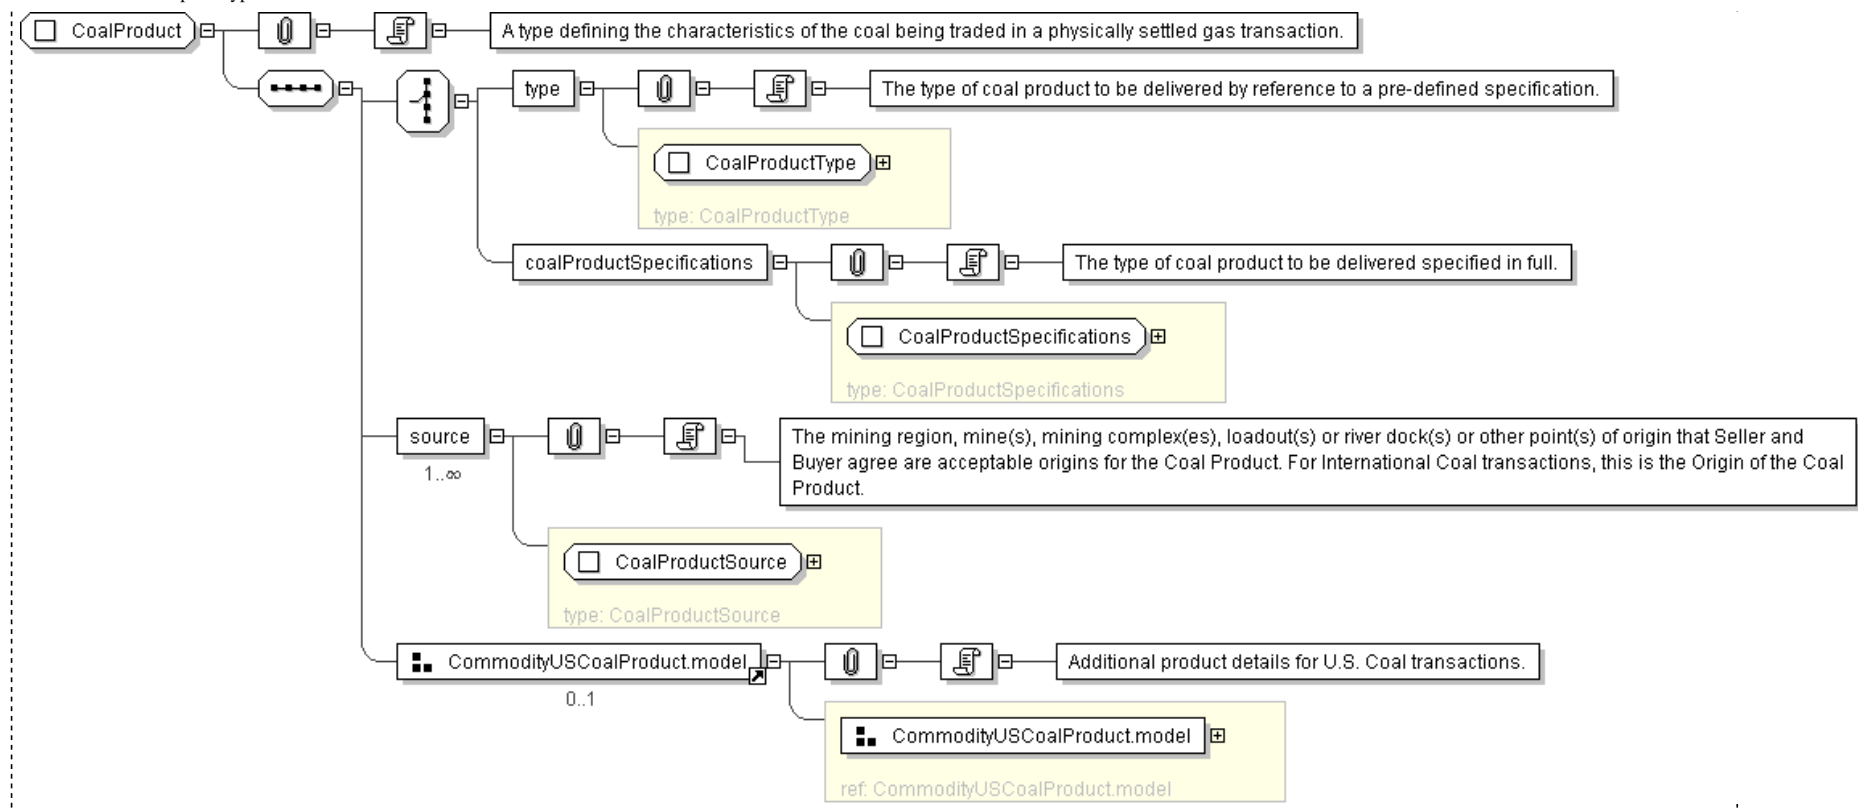 CoalProduct
A type defining the characteristics of the coal being traded in a physically settled gas transaction.
type
The type of coal product to be delivered by reference to a pre-defined specification.
CoalProductType
type: CoalProductType
coalProductSpecifications
The type of coal product to be delivered specified in full.
CoalProductSpecifications
type: CoalProductSpecifications
source
1..∞
The mining region, mine(s), mining complex(es), loadout(s) or river dock(s) or other point(s) of origin that Seller and
Buyer agree are acceptable origins for the Coal Product. For International Coal transactions, this is the Origin of the Coal
Product.
CoalProductSource
type: CoalProductSource
CommodityUSCoalProduct.model
0..1
Additional product details for U.S. Coal transactions.
CommodityUSCoalProduct.model
ref: CommodityUSCoalProduct.model